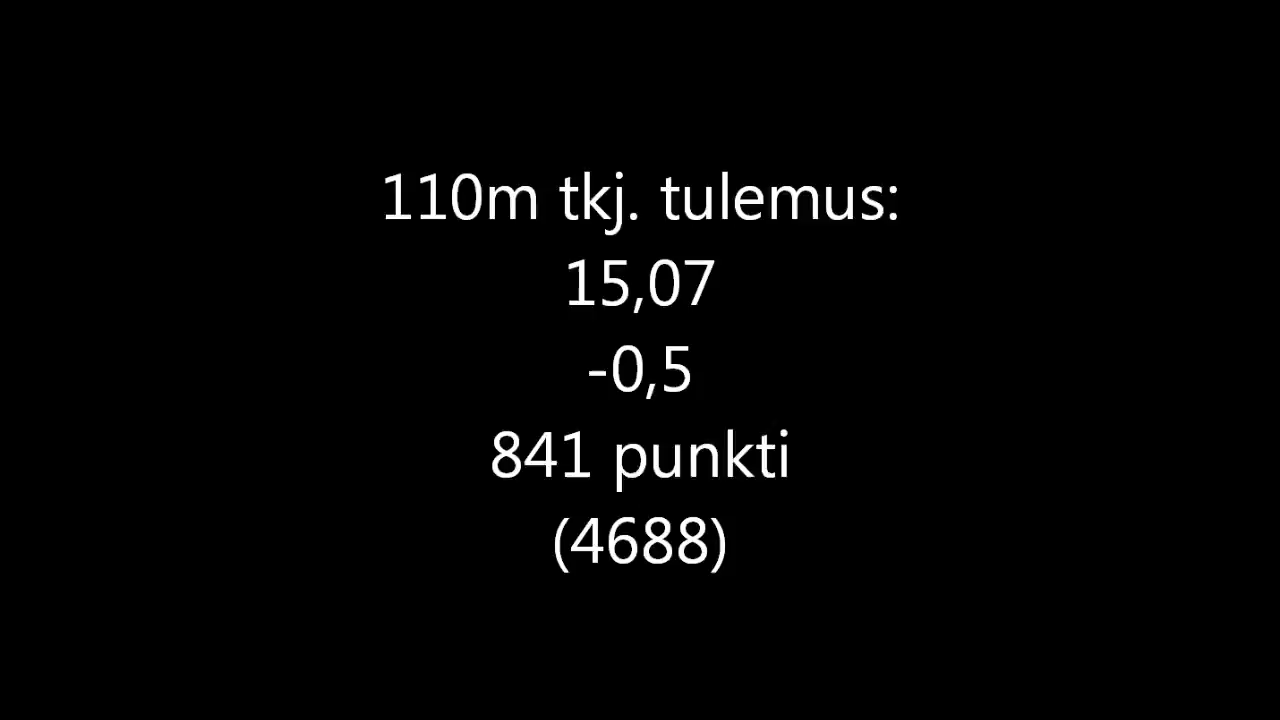 110m tkj. tulemus:
15,07
-0,5
841 punkti
(4688)